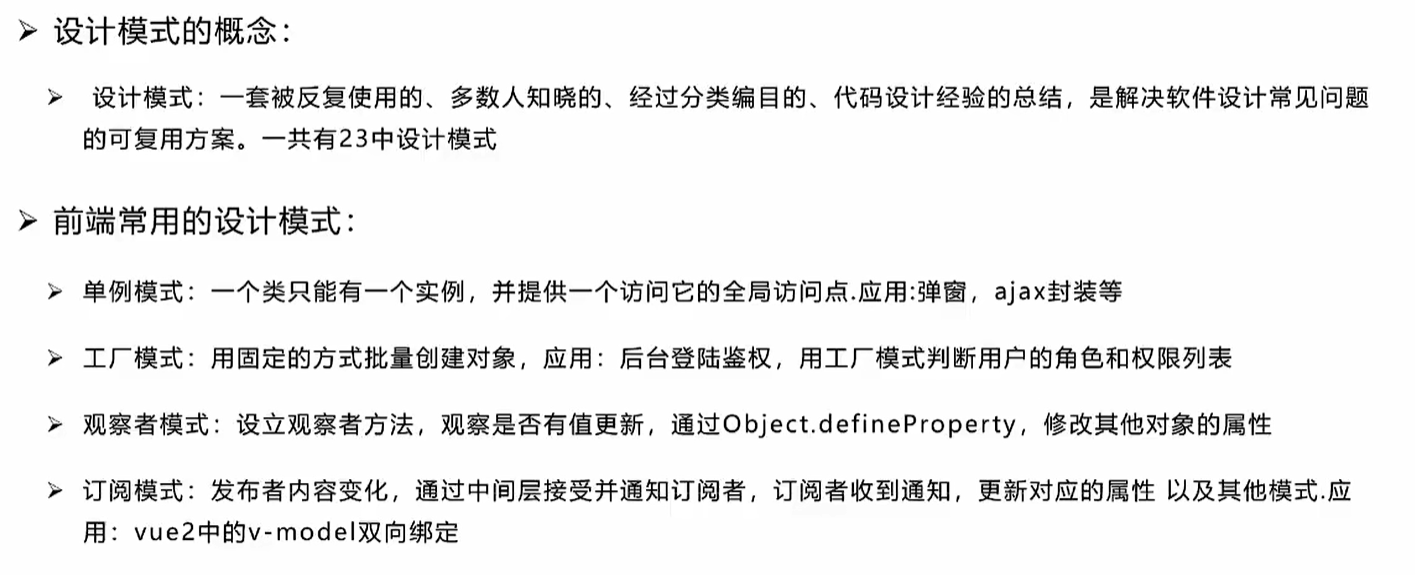 设计模式的概念：
设计模式：一套被反复使用的、多数人知晓的、经过分类编目的、代码设计经验的总结，是解决软件设计常见问题
的可复用方案。一共有23中设计模式
前端常用的设计模式：
单例模式：一个类只能有一个实例，并提供一个访问它的全局访问点.应用:弹窗，ajax封装等
工厂模式：用固定的方式批量创建对象，应用：后台登陆鉴权，用工厂模式判断用户的角色和权限列表
观察者模式：设立观察者方法，观察是否有值更新，通过Object.defineProperty，修改其他对象的属性
订阅模式：发布者内容变化，通过中间层接受并通知订阅者，订阅者收到通知，更新对应的属性 以及其他模式.应
用：vue2中的v-model双向绑定